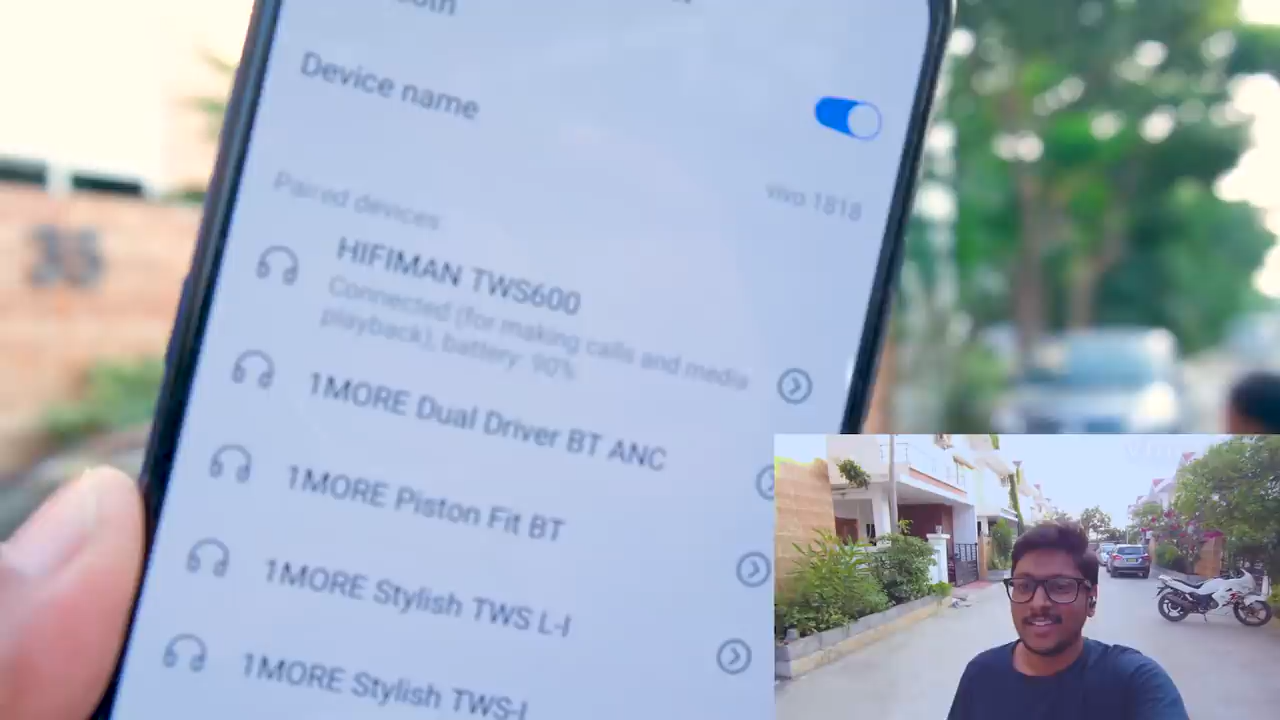 Device name
vivo 1818
Paired devices
HIFIMAN TWS600
Connected (for making calls and media
playback), battery: 90%
1MORE Dual Driver BT ANC
1MORE Piston Fit BT
1MORE Stylish TWS L-I
1MORE Stylish TWS-I
35